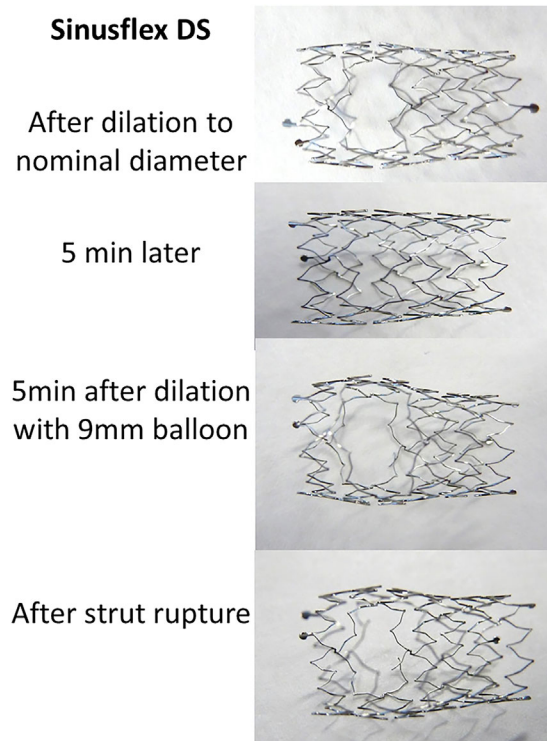 Sinusflex DS
After dilation to
nominal diameter
5 min later
5min after dilation
with 9mm balloon
After strut rupture